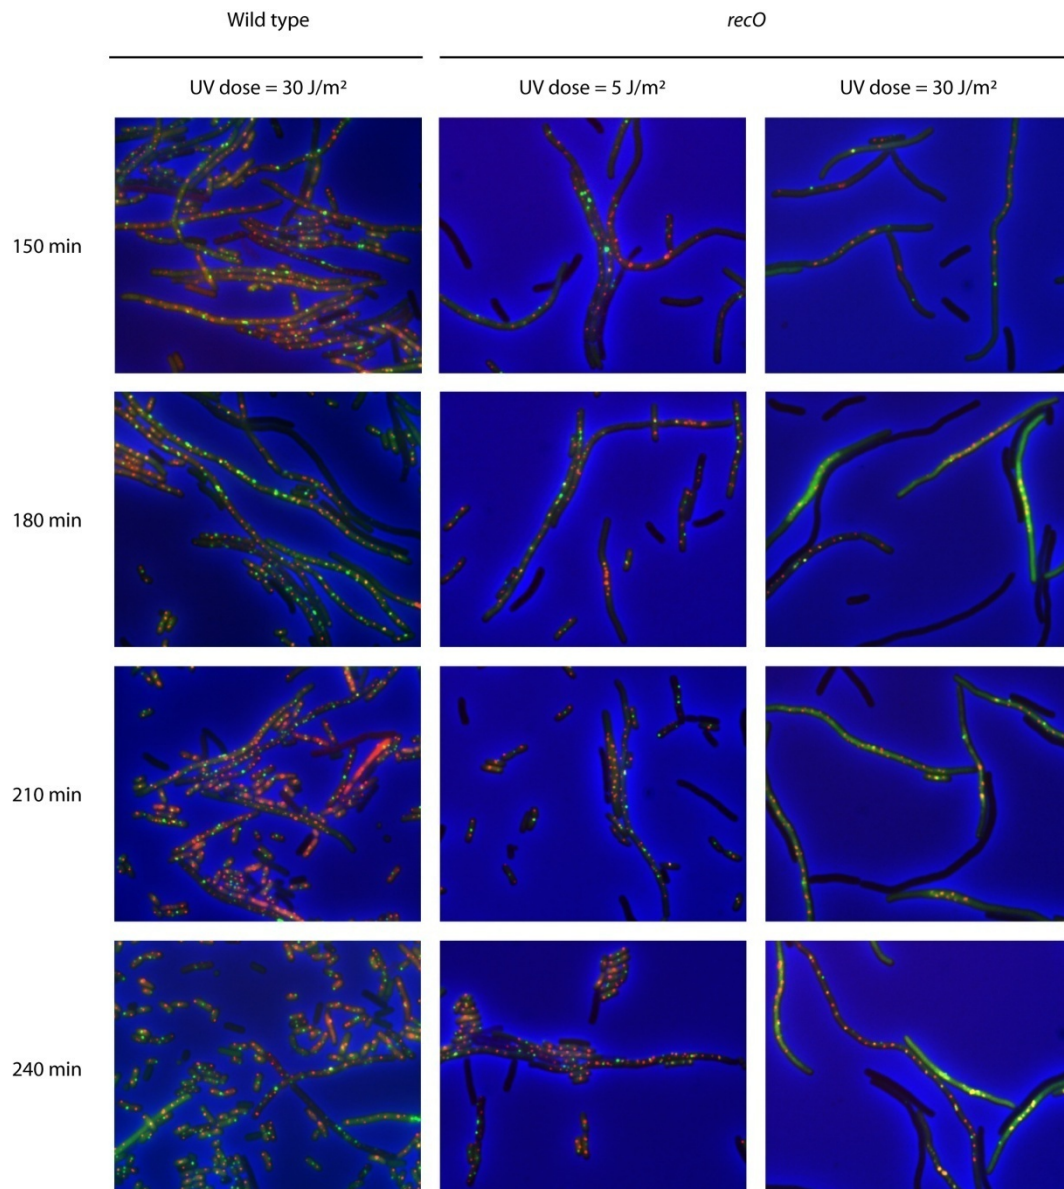 Wild type
recO
UV dose = 30 J/m²
UV dose = 5 J/m²
UV dose = 30 J/m²
150 min
180 min
210 min
240 min